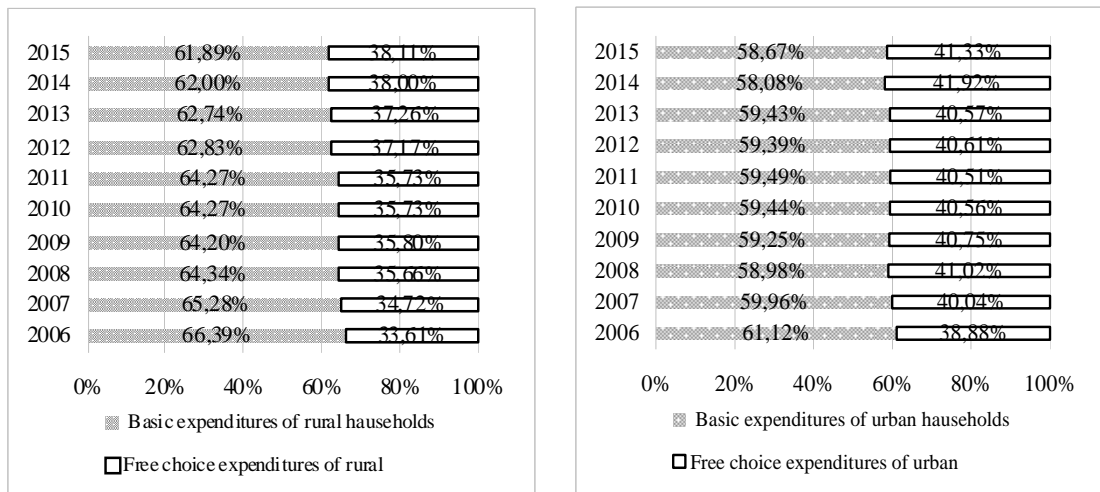 2015 61,89% 38,11%
2014 62,00% 38,00%
2013 62,74% 37,26%
2012 62,83% 37,17%
2011 64,27% 35,73%
2010 64,27% 35,73%
2009 64,20% 35,80%
2008 64,34% 35,66%
2007 65,28% 34,72%
2006 66,39% 33,61%
0% 20% 40% 60% 80% 100%
Basic expenditures of rural hauseholds
Free choice expenditures of rural
2015 58,67% 41,33%
2014 58,08% 41,92%
2013 59,43% 40,57%
2012 59,39% 40,61%
2011 59,49% 40,51%
2010 59,44% 40,56%
2009 59,25% 40,75%
2008 58,98% 41,02%
2007 59,96% 40,04%
2006 61,12% 38,88%
0% 20% 40% 60% 80% 100%
Basic expenditures of urban haseholds
Free choice expenditures of urban